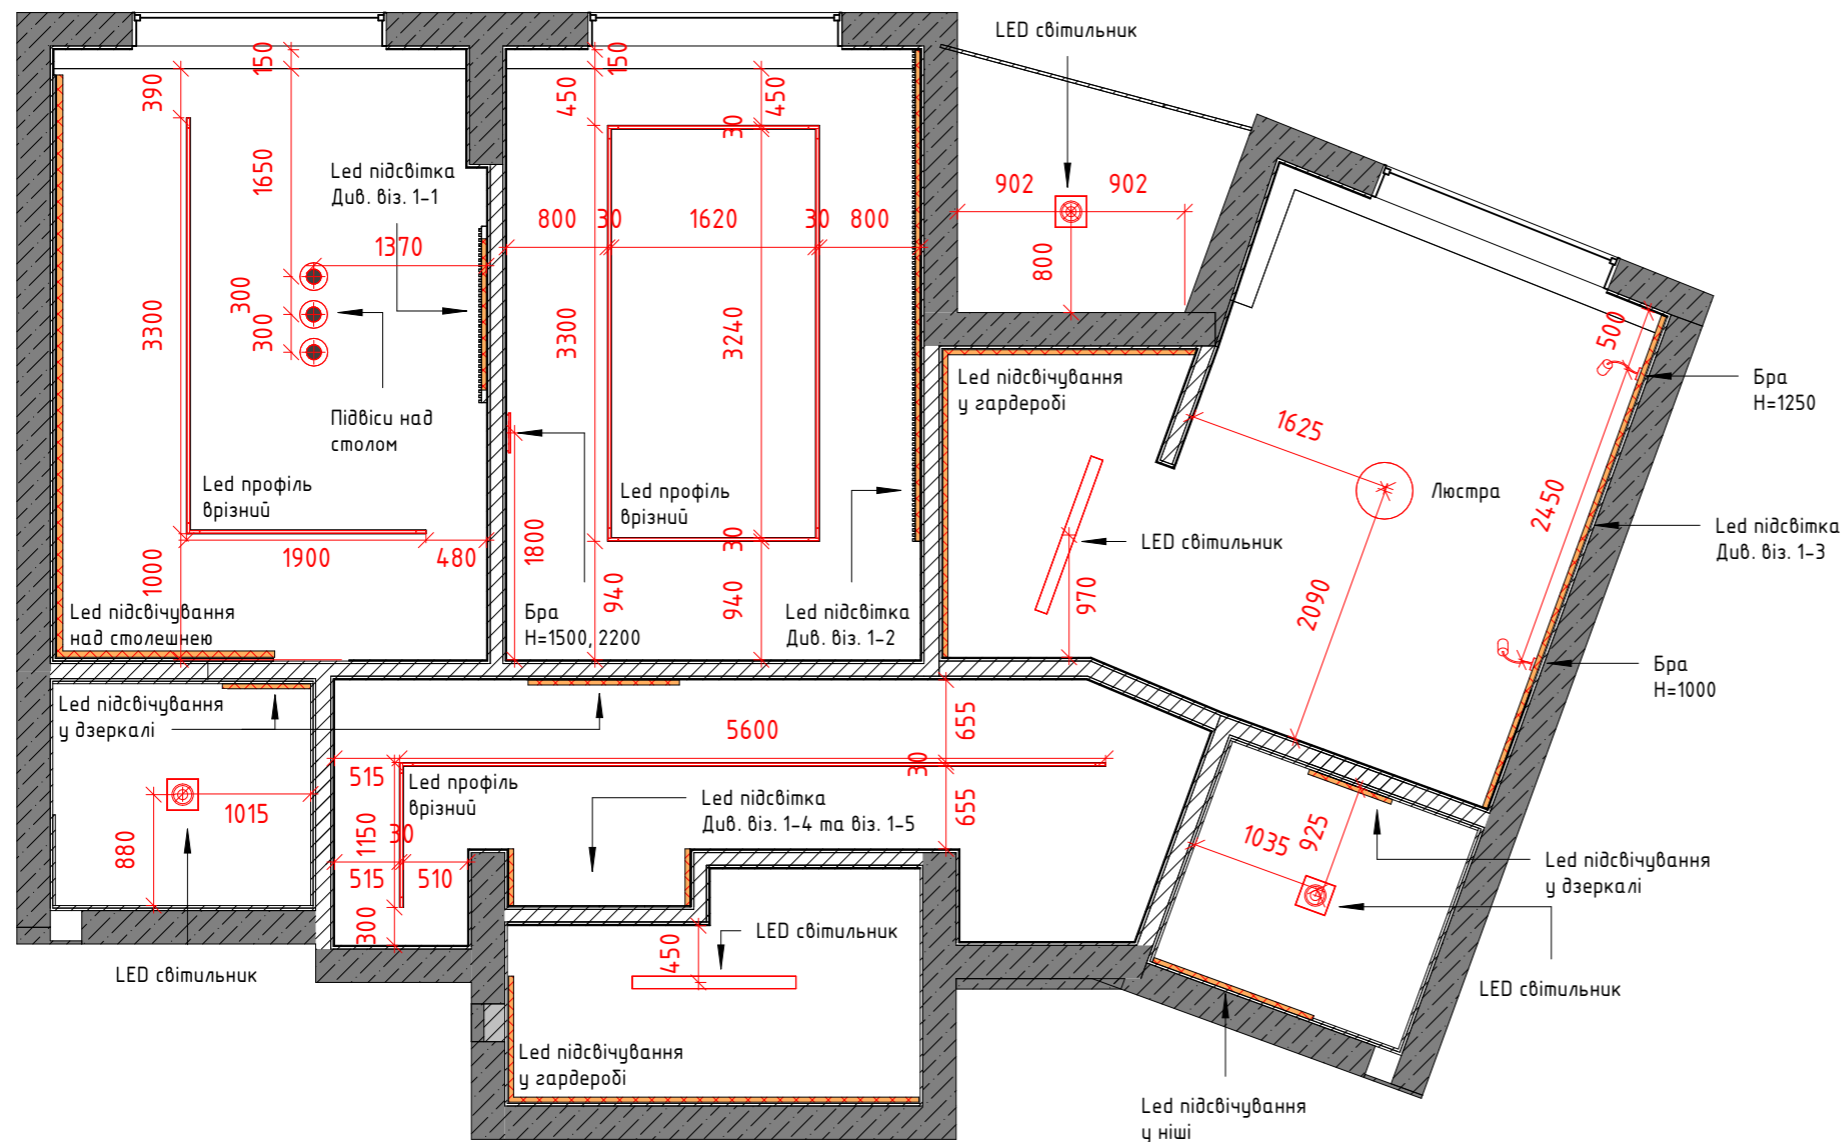 LED світильник
150
150
390
450
450
30
1650
Led підсвітка
Див. віз. 1-1
902
902
800
30
1620
30
800
1370
800
300
300
3300
3300
3240
500
Led підсвічування
у гардеробі
Бра
H=1250
Підвіси над
столом
1625
Led профіль
врізний
Led профіль
врізний
Люстра
2450
1800
30
LED світильник
Led підсвітка
Див. віз. 1-3
1900
480
1000
940
940
970
2090
Led підсвічування
над столешнею
Бра
H=1500, 2200
Led підсвітка
Див. віз. 1-2
Бра
H=1000
Led підсвічування
у дзеркалі
5600
655
30
515
Led профіль
врізний
Led підсвітка
Див. віз. 1-4 та віз. 1-5
1015
1150
30
655
880
1035
925
515
510
Led підсвічування
у дзеркалі
300
450
LED світильник
LED світильник
LED світильник
Led підсвічування
у гардеробі
Led підсвічування
у ніші